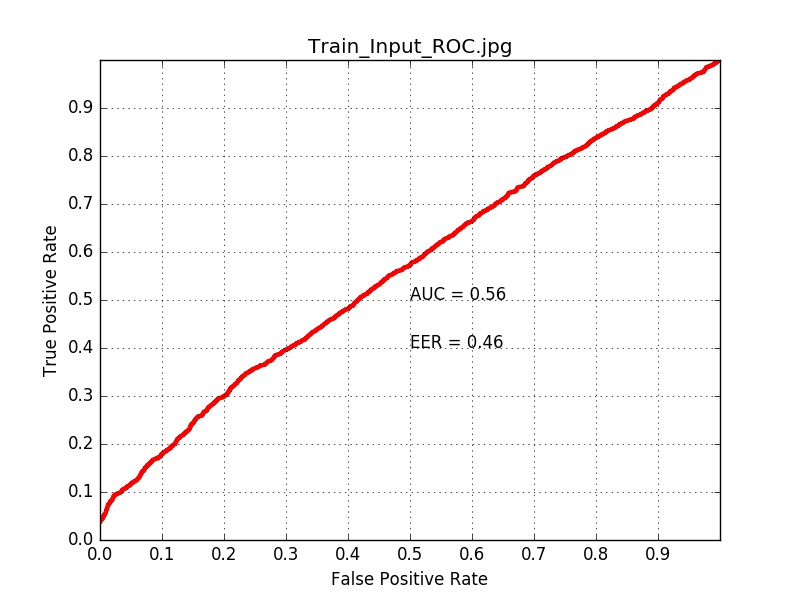 Train_Input_ROC.jpg
True Positive Rate
0.9
0.8
0.7
0.6
0.5
0.4
0.3
0.2
0.1
0.0
AUC = 0.56
EER = 0.46
0.0 0.1 0.2 0.3 0.4 0.5 0.6 0.7 0.8 0.9
False Positive Rate